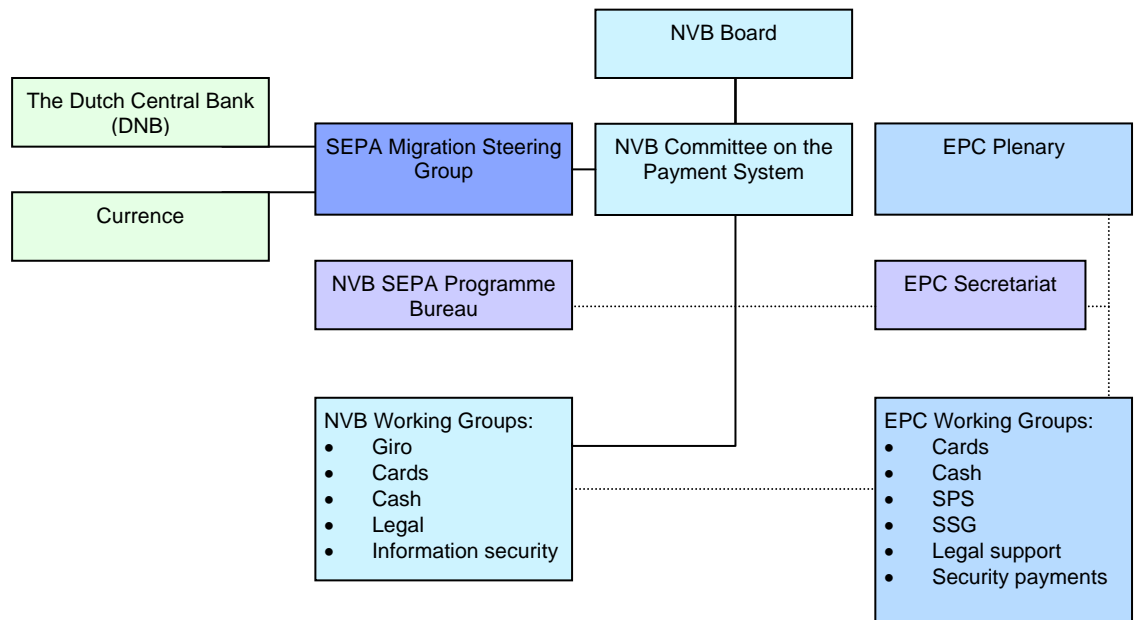 NVB Board
The Dutch Central Bank
(DNB)
SEPA Migration Steering
Group
NVB Committee on the
Payment System
EPC Plenary
Currence
NVB SEPA Programme
Bureau
EPC Secretariat
NVB Working Groups:
• Giro
• Cards
• Cash
• Legal
• Information security
EPC Working Groups:
• Cards
• Cash
• SPS
• SSG
• Legal support
• Security payments